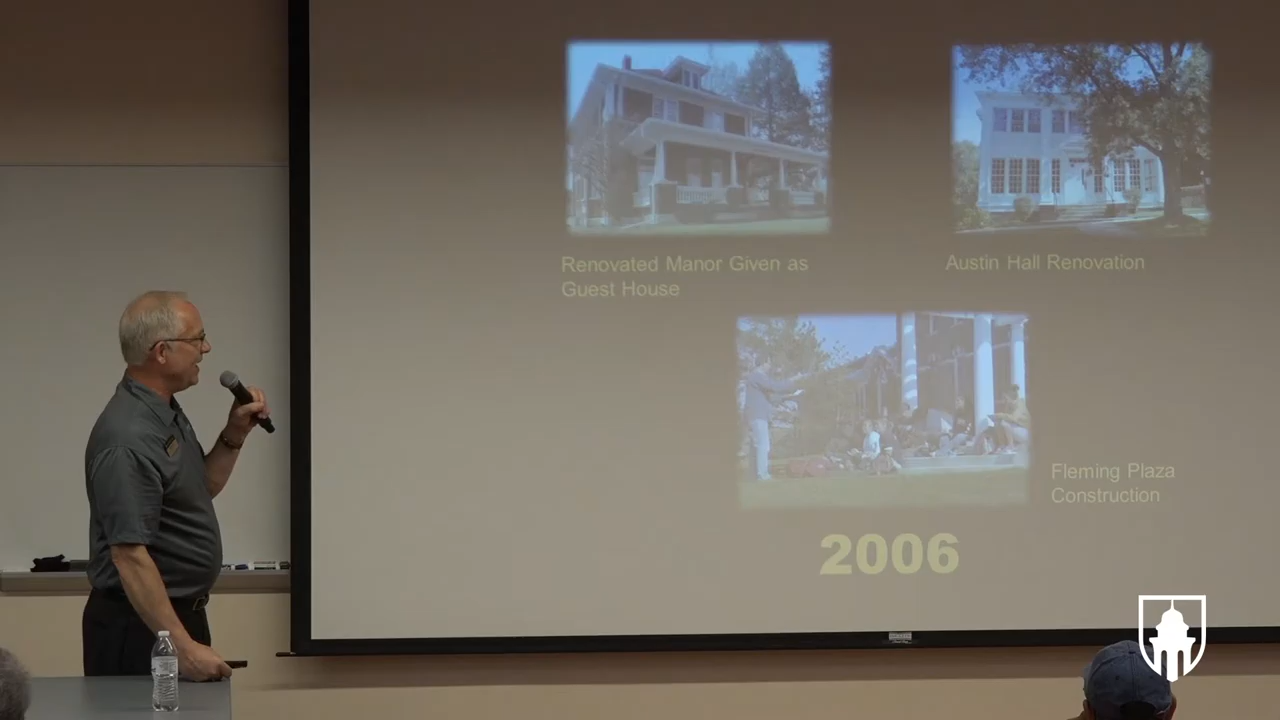 Renovated Manor Given as
Guest House
Austin Hall Renovation
Fleming Plaza
Construction
2006